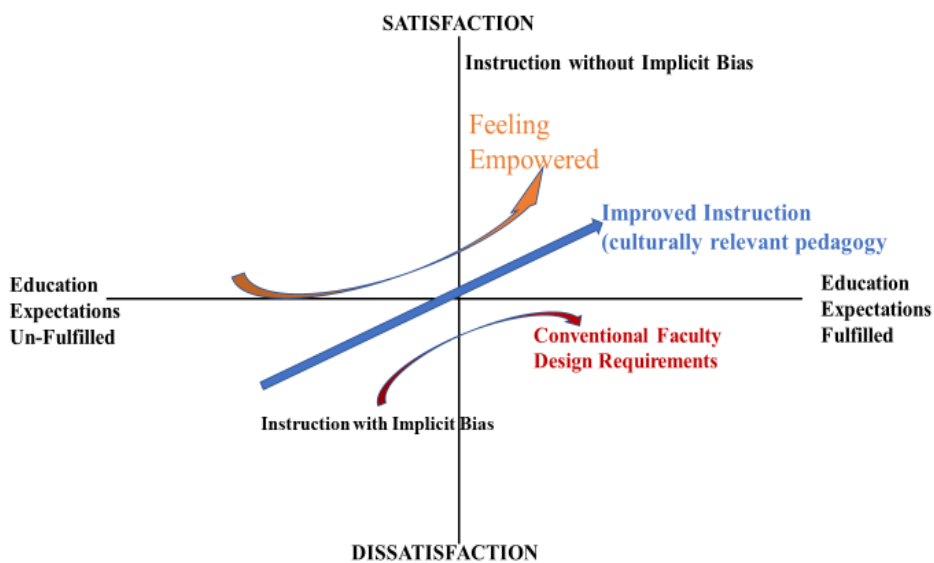 SATISFACTION
Instruction without Implicit Bias
Feeling
Empowered
Improved Instruction
(culturally relevant pedagogy
Education
Expectations
Un-Fulfilled
Education
Expectations
Fulfilled
Conventional Faculty
Design Requirements
Instruction with Implicit Bias
DISSATISFACTION